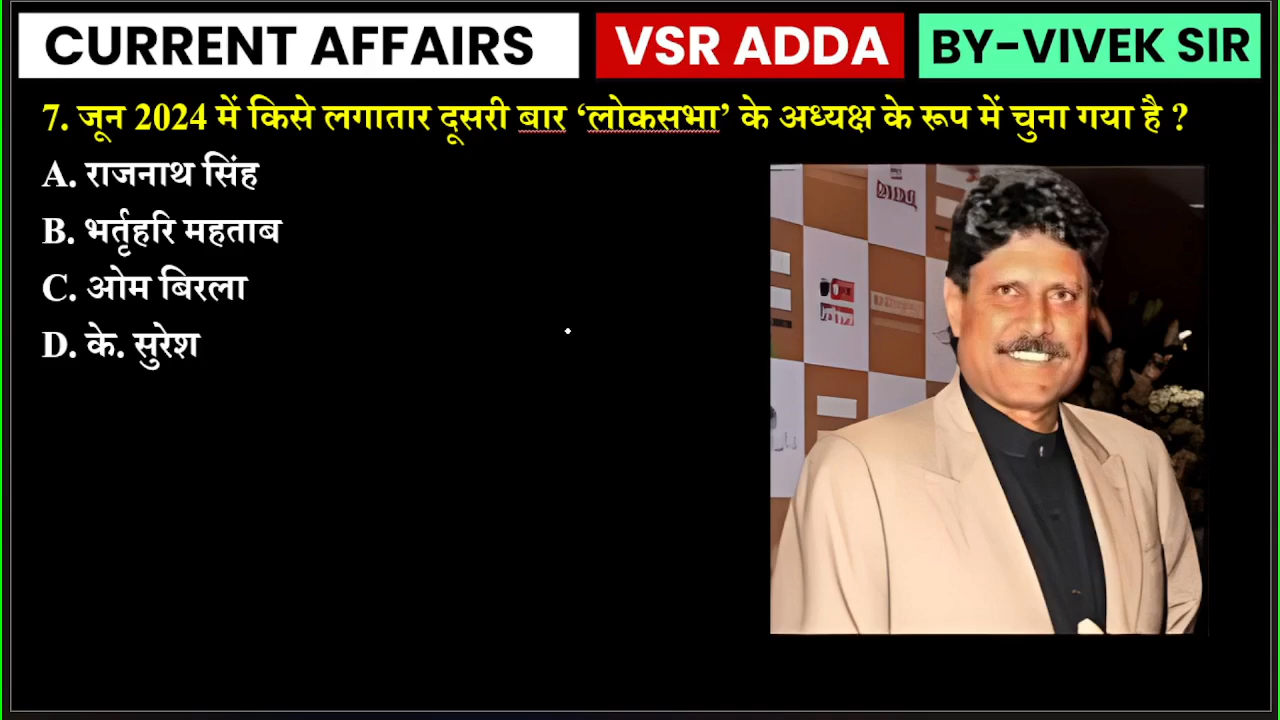 CURRENT AFFAIRS VSR ADDA BY-VIVEK SIR
7. जून 2024 में किसे लगातार दूसरी बार ‘लोकसभा’ के अध्यक्ष के रूप में चुना गया है ?
A. राजनाथ सिंह
B. भर्तृहरि महताब
C. ओम बिरला
D. के. सुरेश